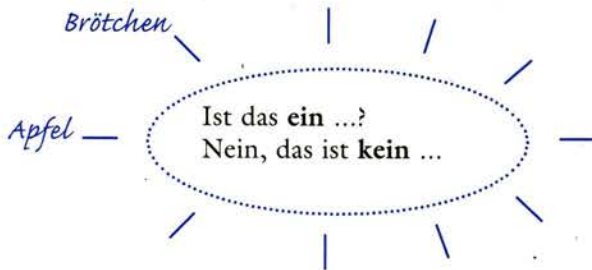 Brötchen
Apfel
Ist das ein ...?
Nein, das ist kein ...